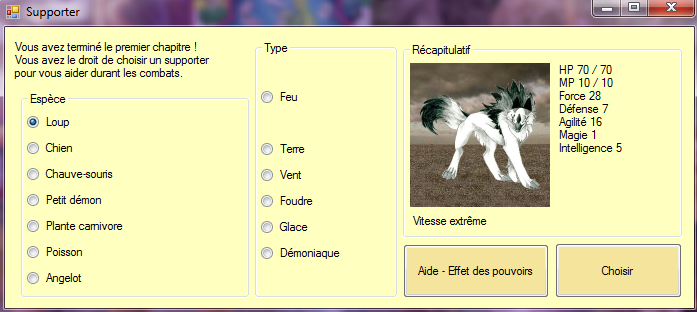 Supporter
Vous avez terminé le premier chapitre !
Vous avez le droit de choisir un supporter
pour vous aider durant les combats.
Espèce
Loup
Chien
Chauve-souris
Petit démon
Plante carnivore
Poisson
Angelot
Type
Feu
Terre
Vent
Foudre
Glace
Démoniaque
Récapitulatif
HP 70 / 70
MP 10 / 10
Force 28
Défense 7
Agilité 16
Magie 1
Intelligence 5
Vitesse extrême
Aide - Effet des pouvoirs
Choisir